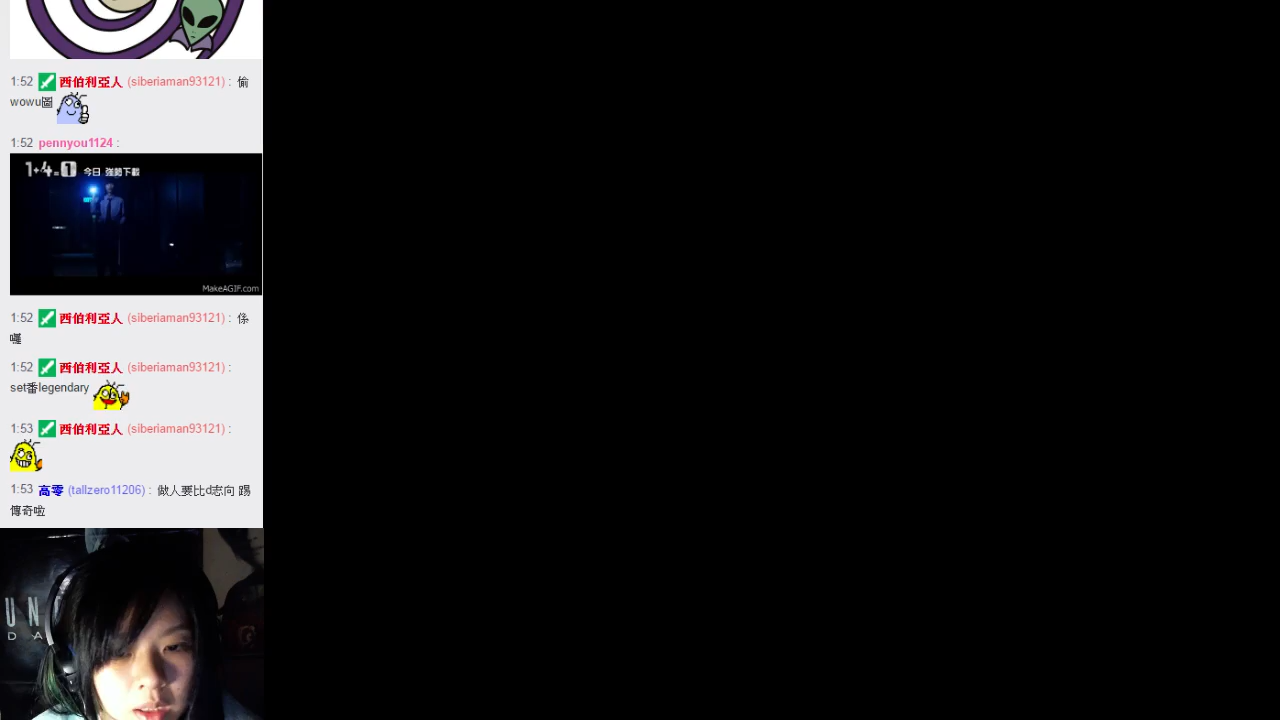 1:52 西伯利亞人 (siberiaman93121) : 偷
wowu圖
1:52 pennyou1124 :
1+4=1 今日 強勢下載
MakeAGIF.com
1:52 西伯利亞人 (siberiaman93121) : 係
囉
1:52 西伯利亞人 (siberiaman93121) :
set番legendary
1:53 西伯利亞人 (siberiaman93121) :
1:53 高零 (tallzero11206) : 做人要比d志向 踢
傳奇啦
U N
D A